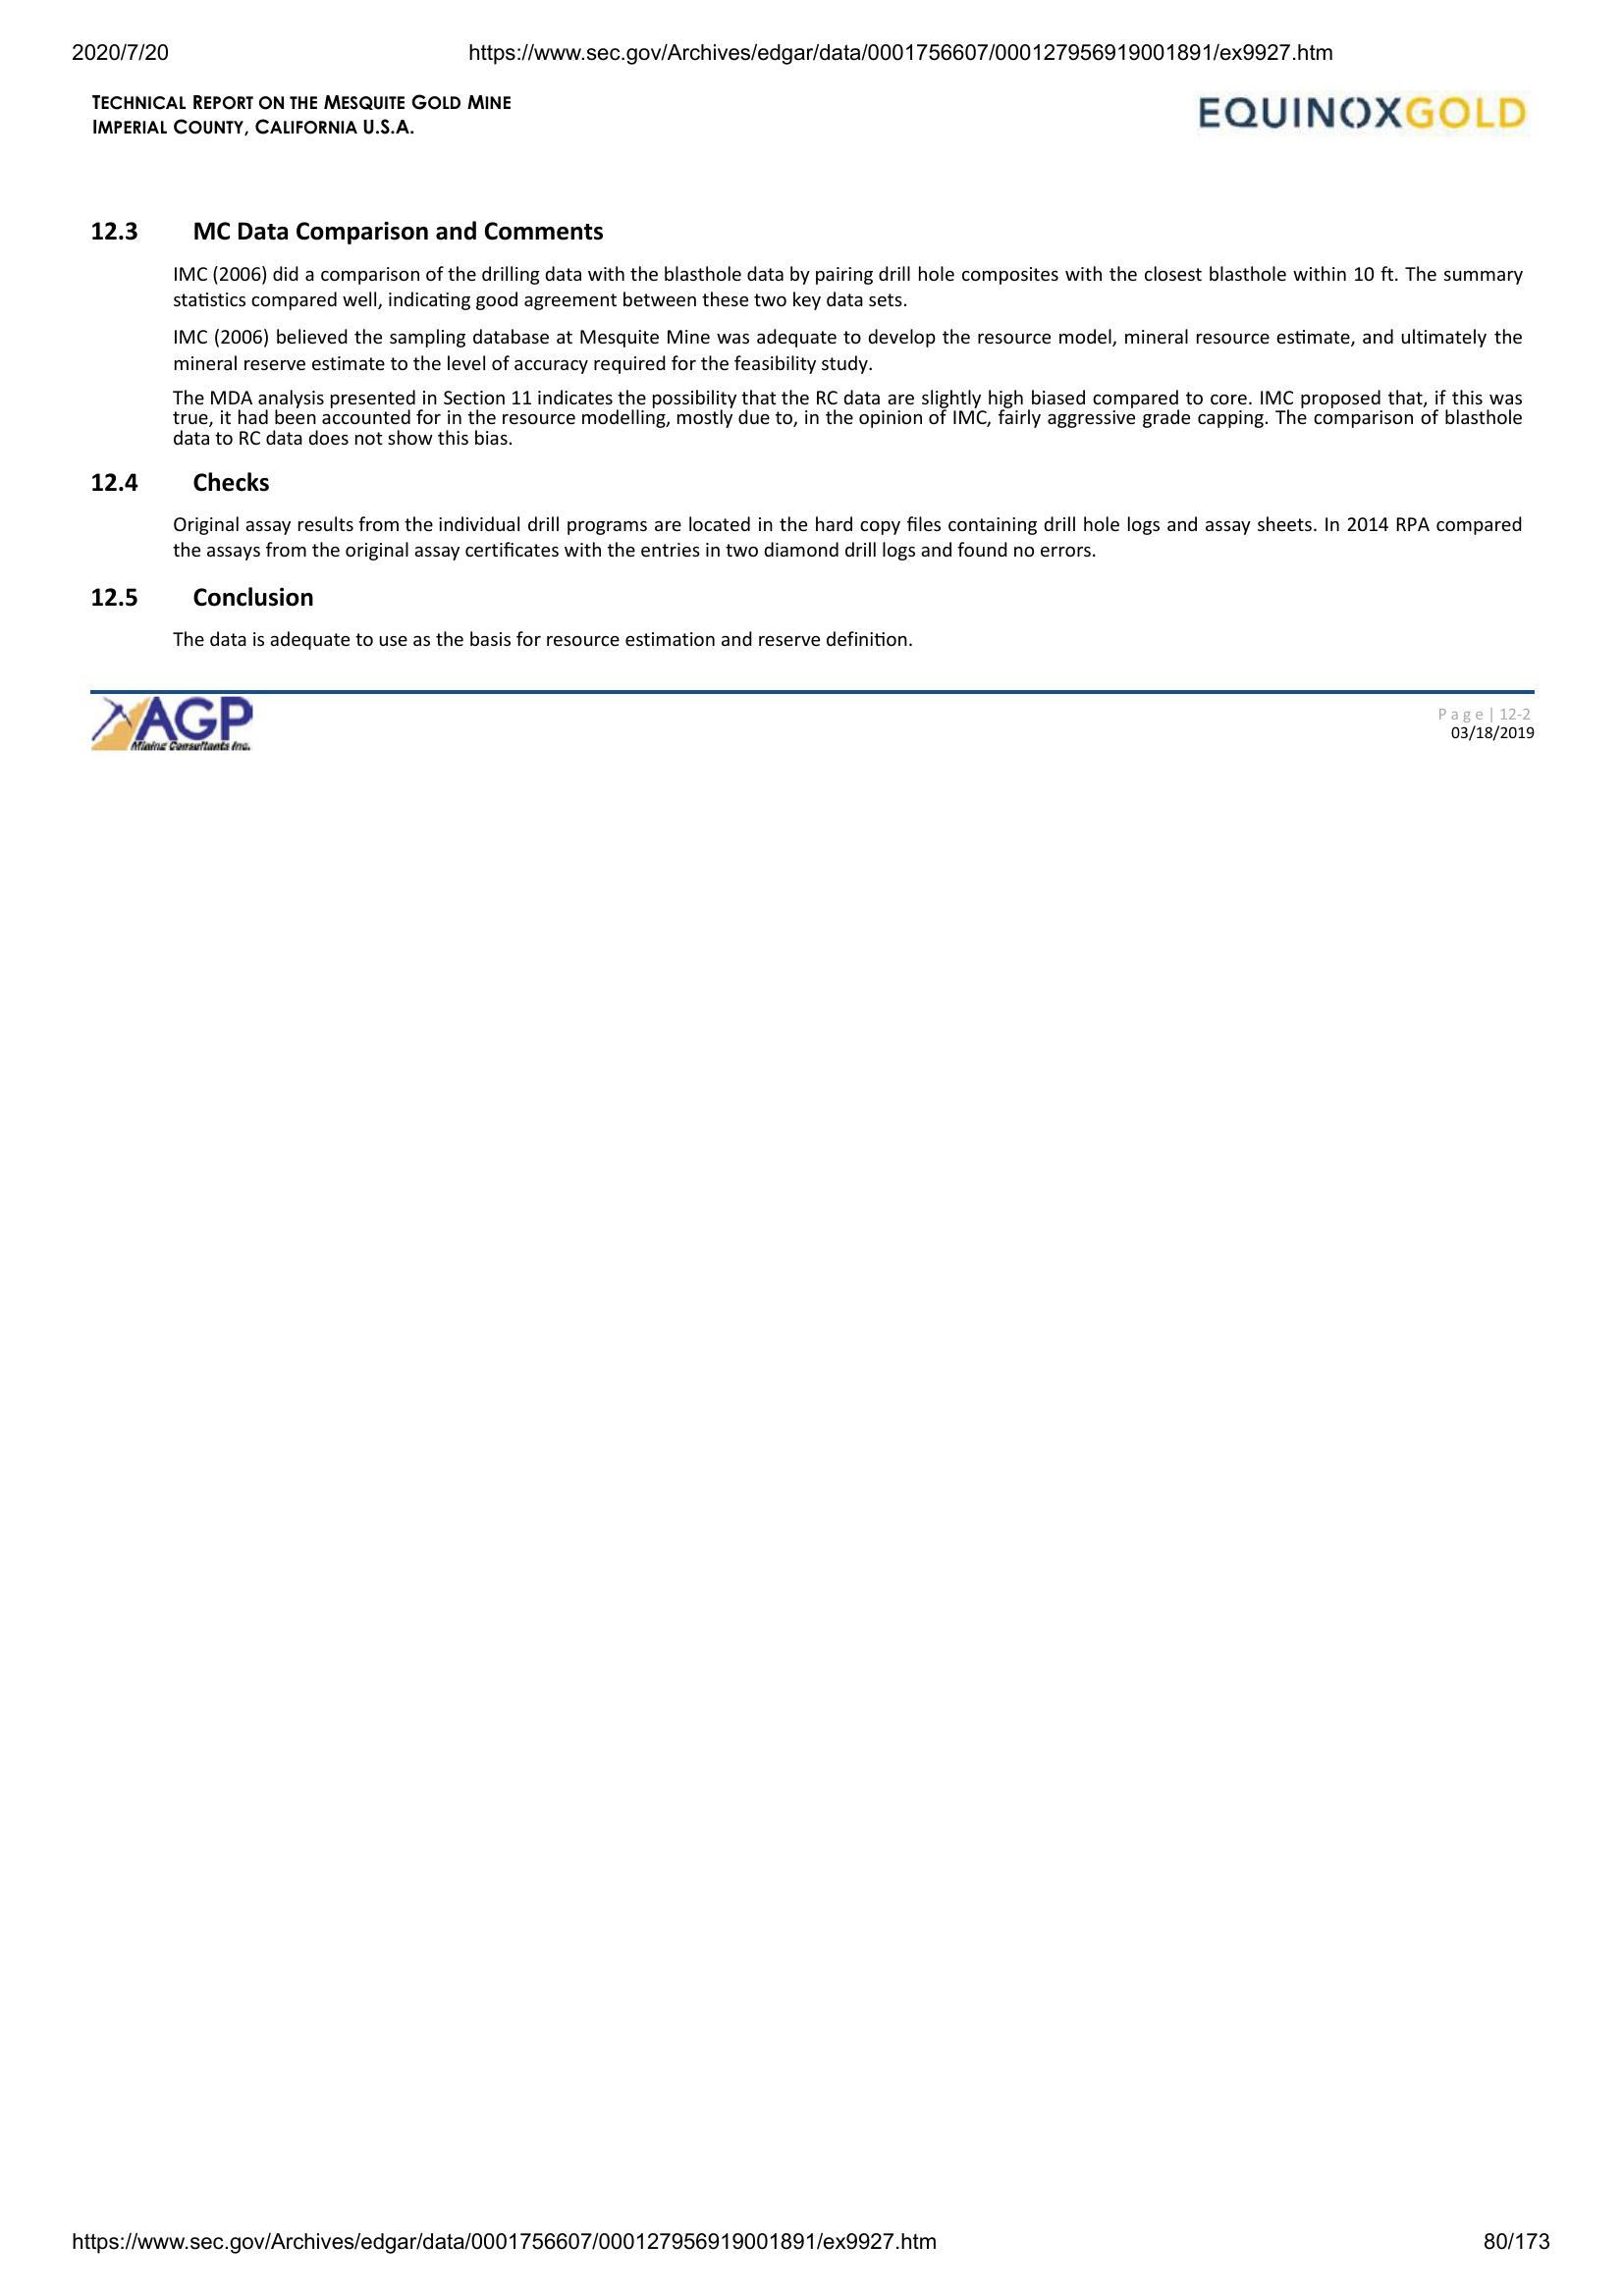 2020/7/20 https://www.sec.gov/Archives/edgar/data/0001756607/000127956919001891/ex9927.htm
TECHNICAL REPORT ON THE MESQUITE GOLD MINE
IMPERIAL COUNTY, CALIFORNIA U.S.A.
EQUINOXGOLD
12.3 MC Data Comparison and Comments
IMC (2006) did a comparison of the drilling data with the blasthole data by pairing drill hole composites with the closest blasthole within 10 ft. The summary
statistics compared well, indicating good agreement between these two key data sets.
IMC (2006) believed the sampling database at Mesquite Mine was adequate to develop the resource model, mineral resource estimate, and ultimately the
mineral reserve estimate to the level of accuracy required for the feasibility study.
The MDA analysis presented in Section 11 indicates the possibility that the RC data are slightly high biased compared to core. IMC proposed that, if this was
true, it had been accounted for in the resource modelling, mostly due to, in the opinion of IMC, fairly aggressive grade capping. The comparison of blasthole
data to RC data does not show this bias.
12.4 Checks
Original assay results from the individual drill programs are located in the hard copy files containing drill hole logs and assay sheets. In 2014 RPA compared
the assays from the original assay certificates with the entries in two diamond drill logs and found no errors.
12.5 Conclusion
The data is adequate to use as the basis for resource estimation and reserve definition.
AGP
Mining Consultants Inc.
Page | 12-2
03/18/2019
https://www.sec.gov/Archives/edgar/data/0001756607/000127956919001891/ex9927.htm 80/173